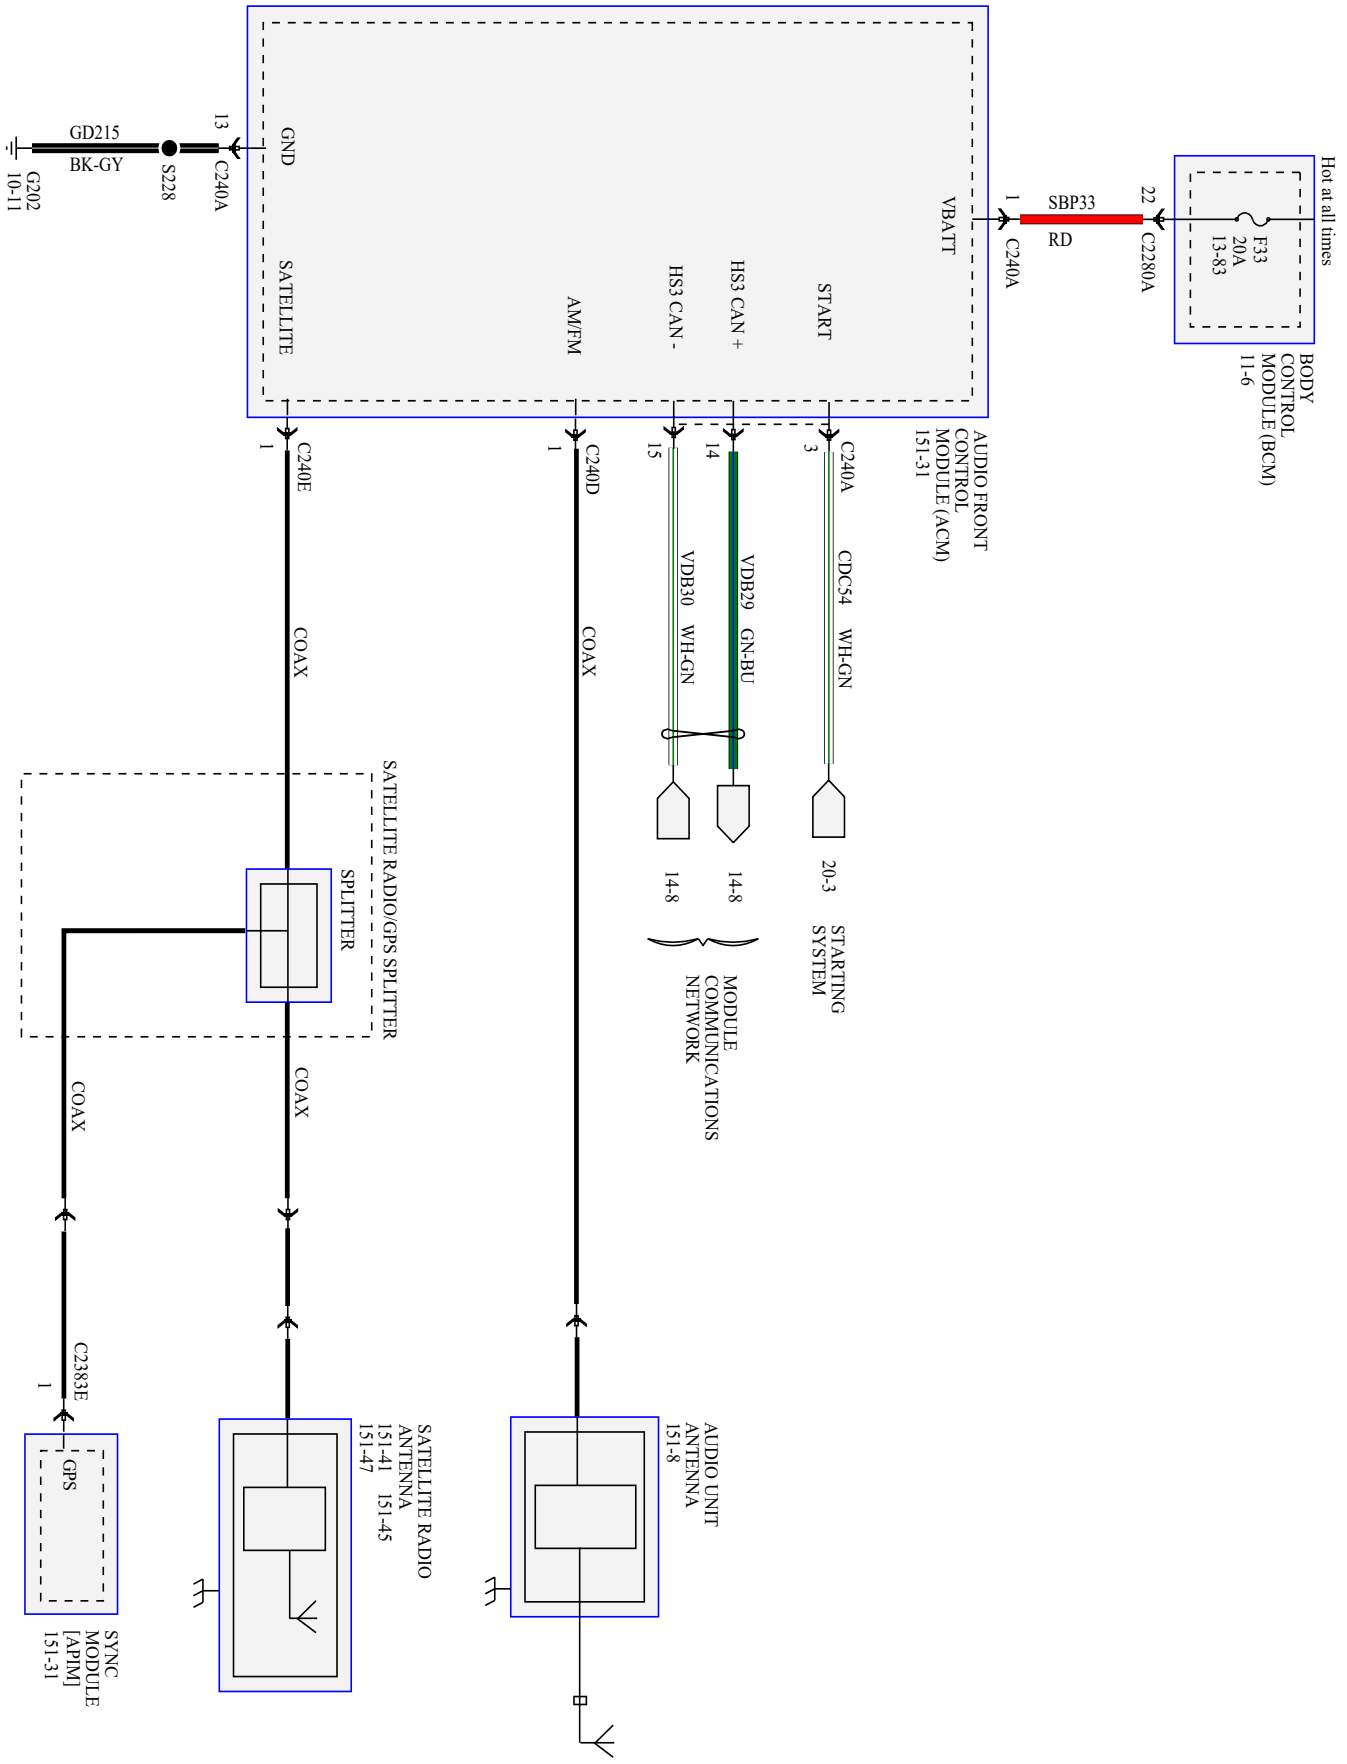 Hot at all times
F33
20A
13-83
BODY
CONTROL
MODULE (BCM)
11-6
22
C2280A
SBP33
RD
1
C240A
VBATT
AUDIO FRONT
CONTROL
MODULE (ACM)
151-31
START
3
C240A
CDC54
WH-GN
20-3
STARTING
SYSTEM
HS3 CAN +
14
VDB29
GN-BU
14-8
HS3 CAN -
15
VDB30
WH-GN
14-8
MODULE
COMMUNICATIONS
NETWORK
AM/FM
C240D
1
COAX
AUDIO UNIT
ANTENNA
151-8
GND
13
C240A
S228
GD215
BK-GY
G202
10-11
SATELLITE
C240E
1
COAX
SATELLITE RADIO/GPS SPLITTER
SPLITTER
COAX
SATELLITE RADIO
ANTENNA
151-41 151-45
151-47
COAX
C2383E
1
GPS
SYNC
MODULE
[APIM]
151-31